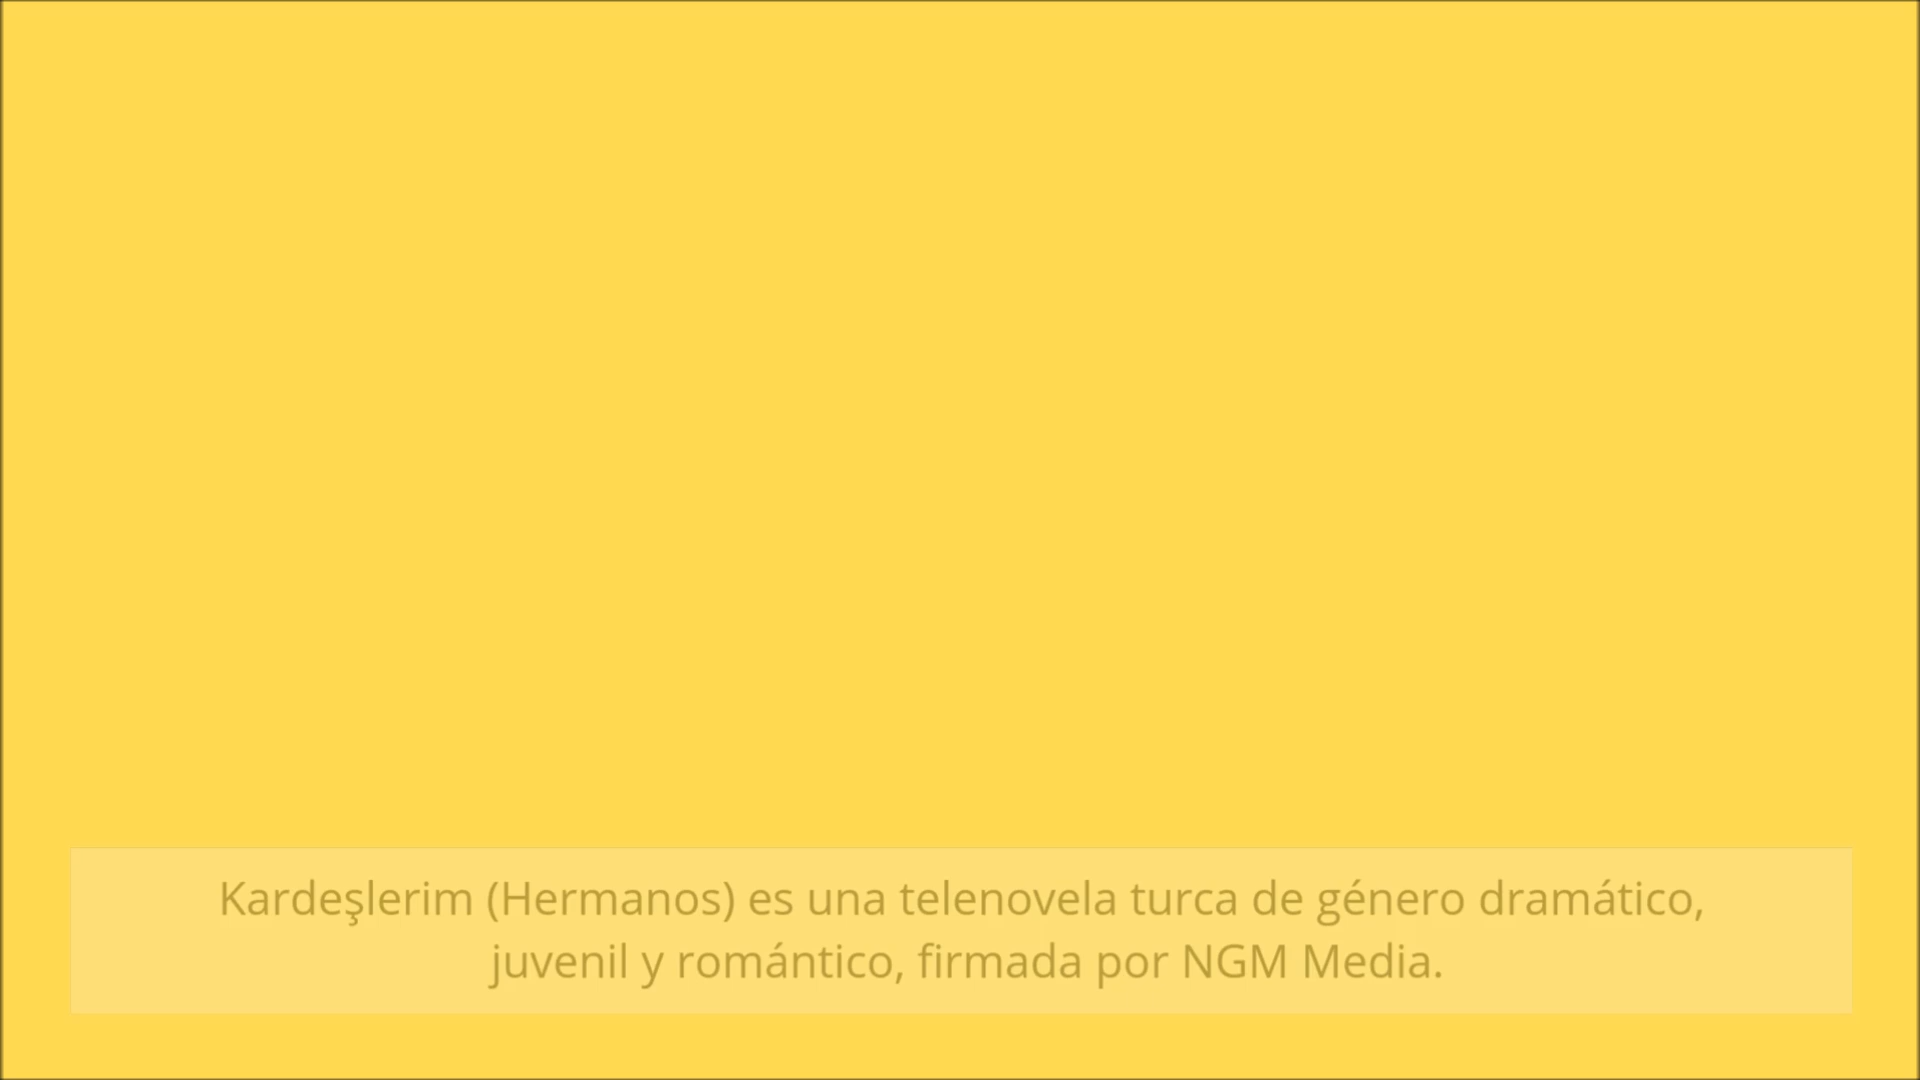 Kardeşlerim (Hermanos) es una telenovela turca de género dramático,
juvenil y romántico, firmada por NGM Media.